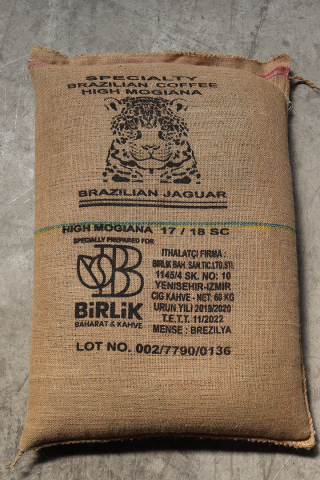 SPECIALTY
BRAZILIAN COFFEE
HIGH MOGIANA
BRAZILIAN JAGUAR
HIGH MOGIANA 17 / 18 SC
SPECIALLY PREPARED FOR
B
BiRLiK
BAHARAT & KAHVE
ITHALATÇI FIRMA :
BIRLIK BAH. SAN.TIC.LTD.STI.
1145/4 SK. NO: 10
YENISEHIR-IZMIR
CIG KAHVE - NET: 60 KG
URUN YILI 2019/2020
T.E.T.T. 11/2022
MENSE : BREZILYA
LOT NO. 002/7790/0136